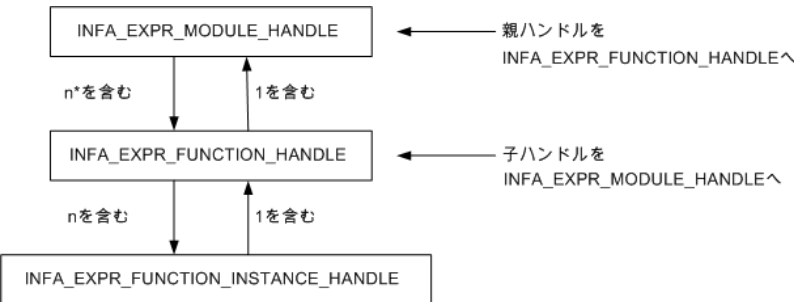 INFA_EXPR_MODULE_HANDLE
親ハンドルを
INFA_EXPR_FUNCTION_HANDLEへ
n*を含む
1を含む
INFA_EXPR_FUNCTION_HANDLE
子ハンドルを
INFA_EXPR_MODULE_HANDLEへ
nを含む
1を含む
INFA_EXPR_FUNCTION_INSTANCE_HANDLE